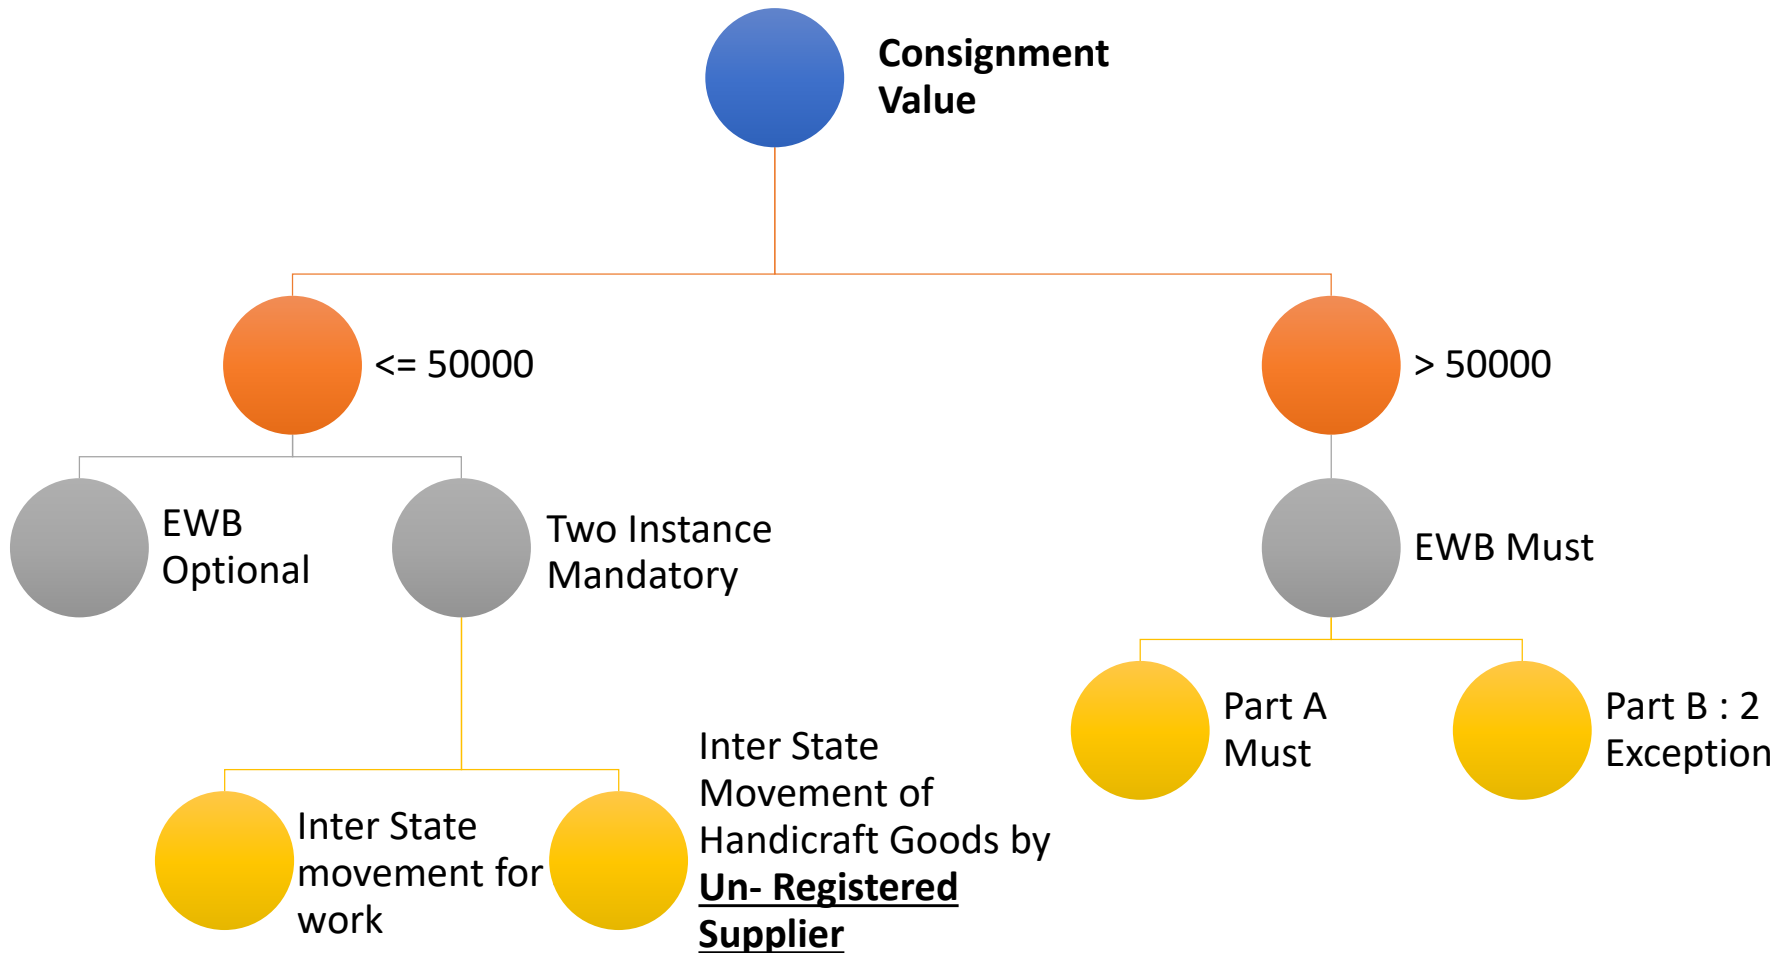 Consignment
Value
<= 50000
> 50000
EWB
Optional
Two Instance
Mandatory
EWB Must
Part A
Must
Part B : 2
Exception
Inter State
movement for
work
Inter State
Movement of
Handicraft Goods by
Un- Registered
Supplier